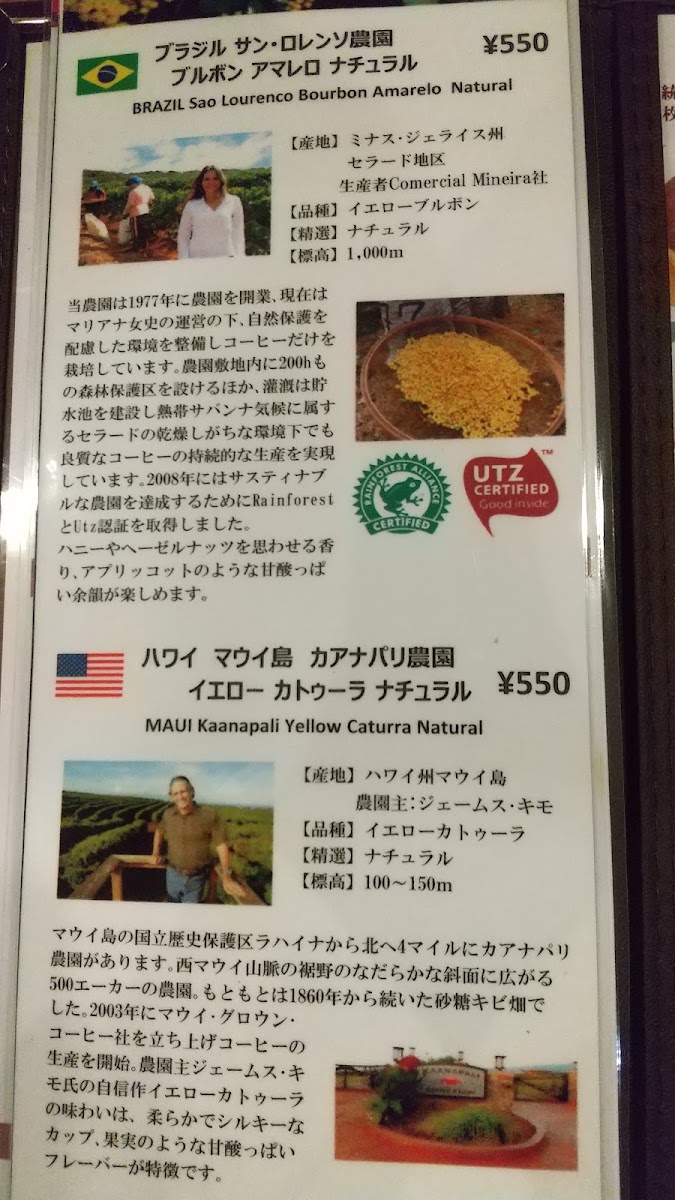 ブラジル サン・ロレンソ農園
ブルボン アマレロ ナチュラル
¥550
BRAZIL Sao Lourenco Bourbon Amarelo Natural
【産地】ミナス・ジェライス州
セラード地区
生産者Comercial Mineira社
【品種】イエローブルボン
【精選】ナチュラル
【標高】1,000m
当農園は1977年に農園を開業、現在は
マリアナ女史の運営の下、自然保護を
配慮した環境を整備しコーヒーだけを
栽培しています。農園敷地内に200hも
の森林保護区を設けるほか、灌漑は貯
水池を建設し熱帯サバンナ気候に属す
るセラードの乾燥しがちな環境下でも
良質なコーヒーの持続的な生産を実現
しています。2008年にはサスティナブ
ルな農園を達成するためにRainforest
とUtz認証を取得しました。
ハニーやヘーゼルナッツを思わせる香
り、アプリッコットのような甘酸っぱ
い余韻が楽しめます。
RAINFOREST ALLIANCE
CERTIFIED
UTZ
CERTIFIED
Good inside
TM
ハワイ マウイ島 カアナパリ農園
イエロー カトゥーラ ナチュラル
¥550
MAUI Kaanapali Yellow Caturra Natural
【産地】ハワイ州マウイ島
農園主：ジェームス・キモ
【品種】イエローカトゥーラ
【精選】ナチュラル
【標高】100～150m
マウイ島の国立歴史保護区ラハイナから北へ4マイルにカアナパリ
農園があります。西マウイ山脈の裾野のなだらかな斜面に広がる
500エーカーの農園。もともとは1860年から続いた砂糖キビ畑で
した。2003年にマウイ・グロウン・
コーヒー社を立ち上げコーヒーの
生産を開始。農園主ジェームス・キ
モ氏の自信作イエローカトゥーラ
の味わいは、柔らかでシルキーな
カップ、果実のような甘酸っぱい
フレーバーが特徴です。
KAANAPALI